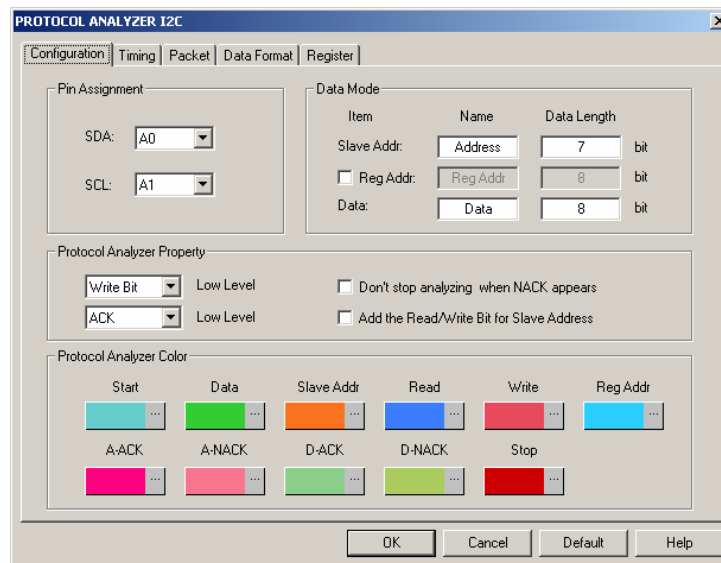 PROTOCOL ANALYZER I2C
Configuration Timing Packet Data Format Register
Pin Assignment
SDA: A0
SCL: A1
Data Mode
Item Name Data Length
Slave Addr: Address 7 bit
Reg Addr: Reg Addr 8 bit
Data: Data 8 bit
Protocol Analyzer Property
Write Bit Low Level Don't stop analyzing when NACK appears
ACK Low Level Add the Read/Write Bit for Slave Address
Protocol Analyzer Color
Start Data Slave Addr Read Write Reg Addr
... ... ... ... ... ...
A-ACK A-NACK D-ACK D-NACK Stop
... ... ... ... ...
OK Cancel Default Help